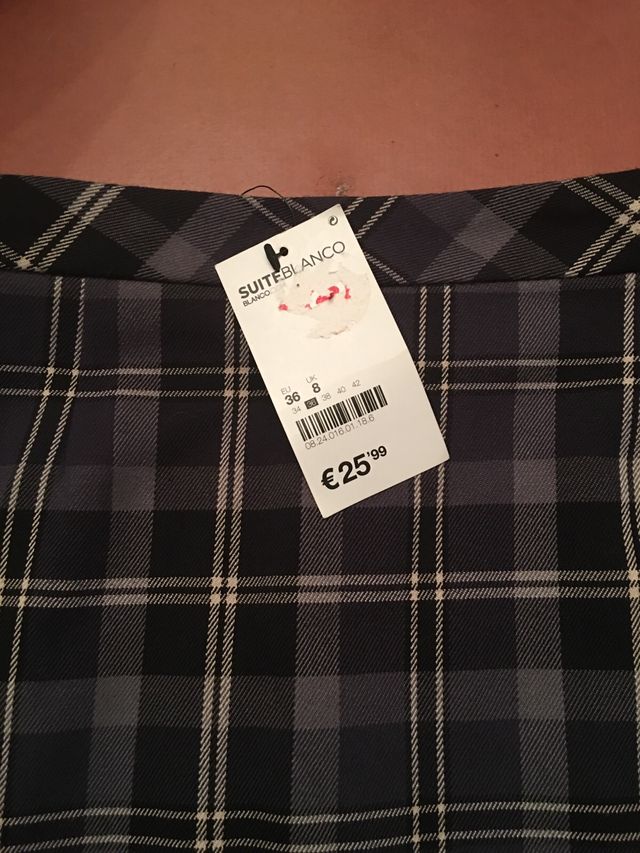 SUITEBLANCO
BLANCO
EU UK
36 8
34 36 38 40 42
08.24.016.01.18.6
€25'99